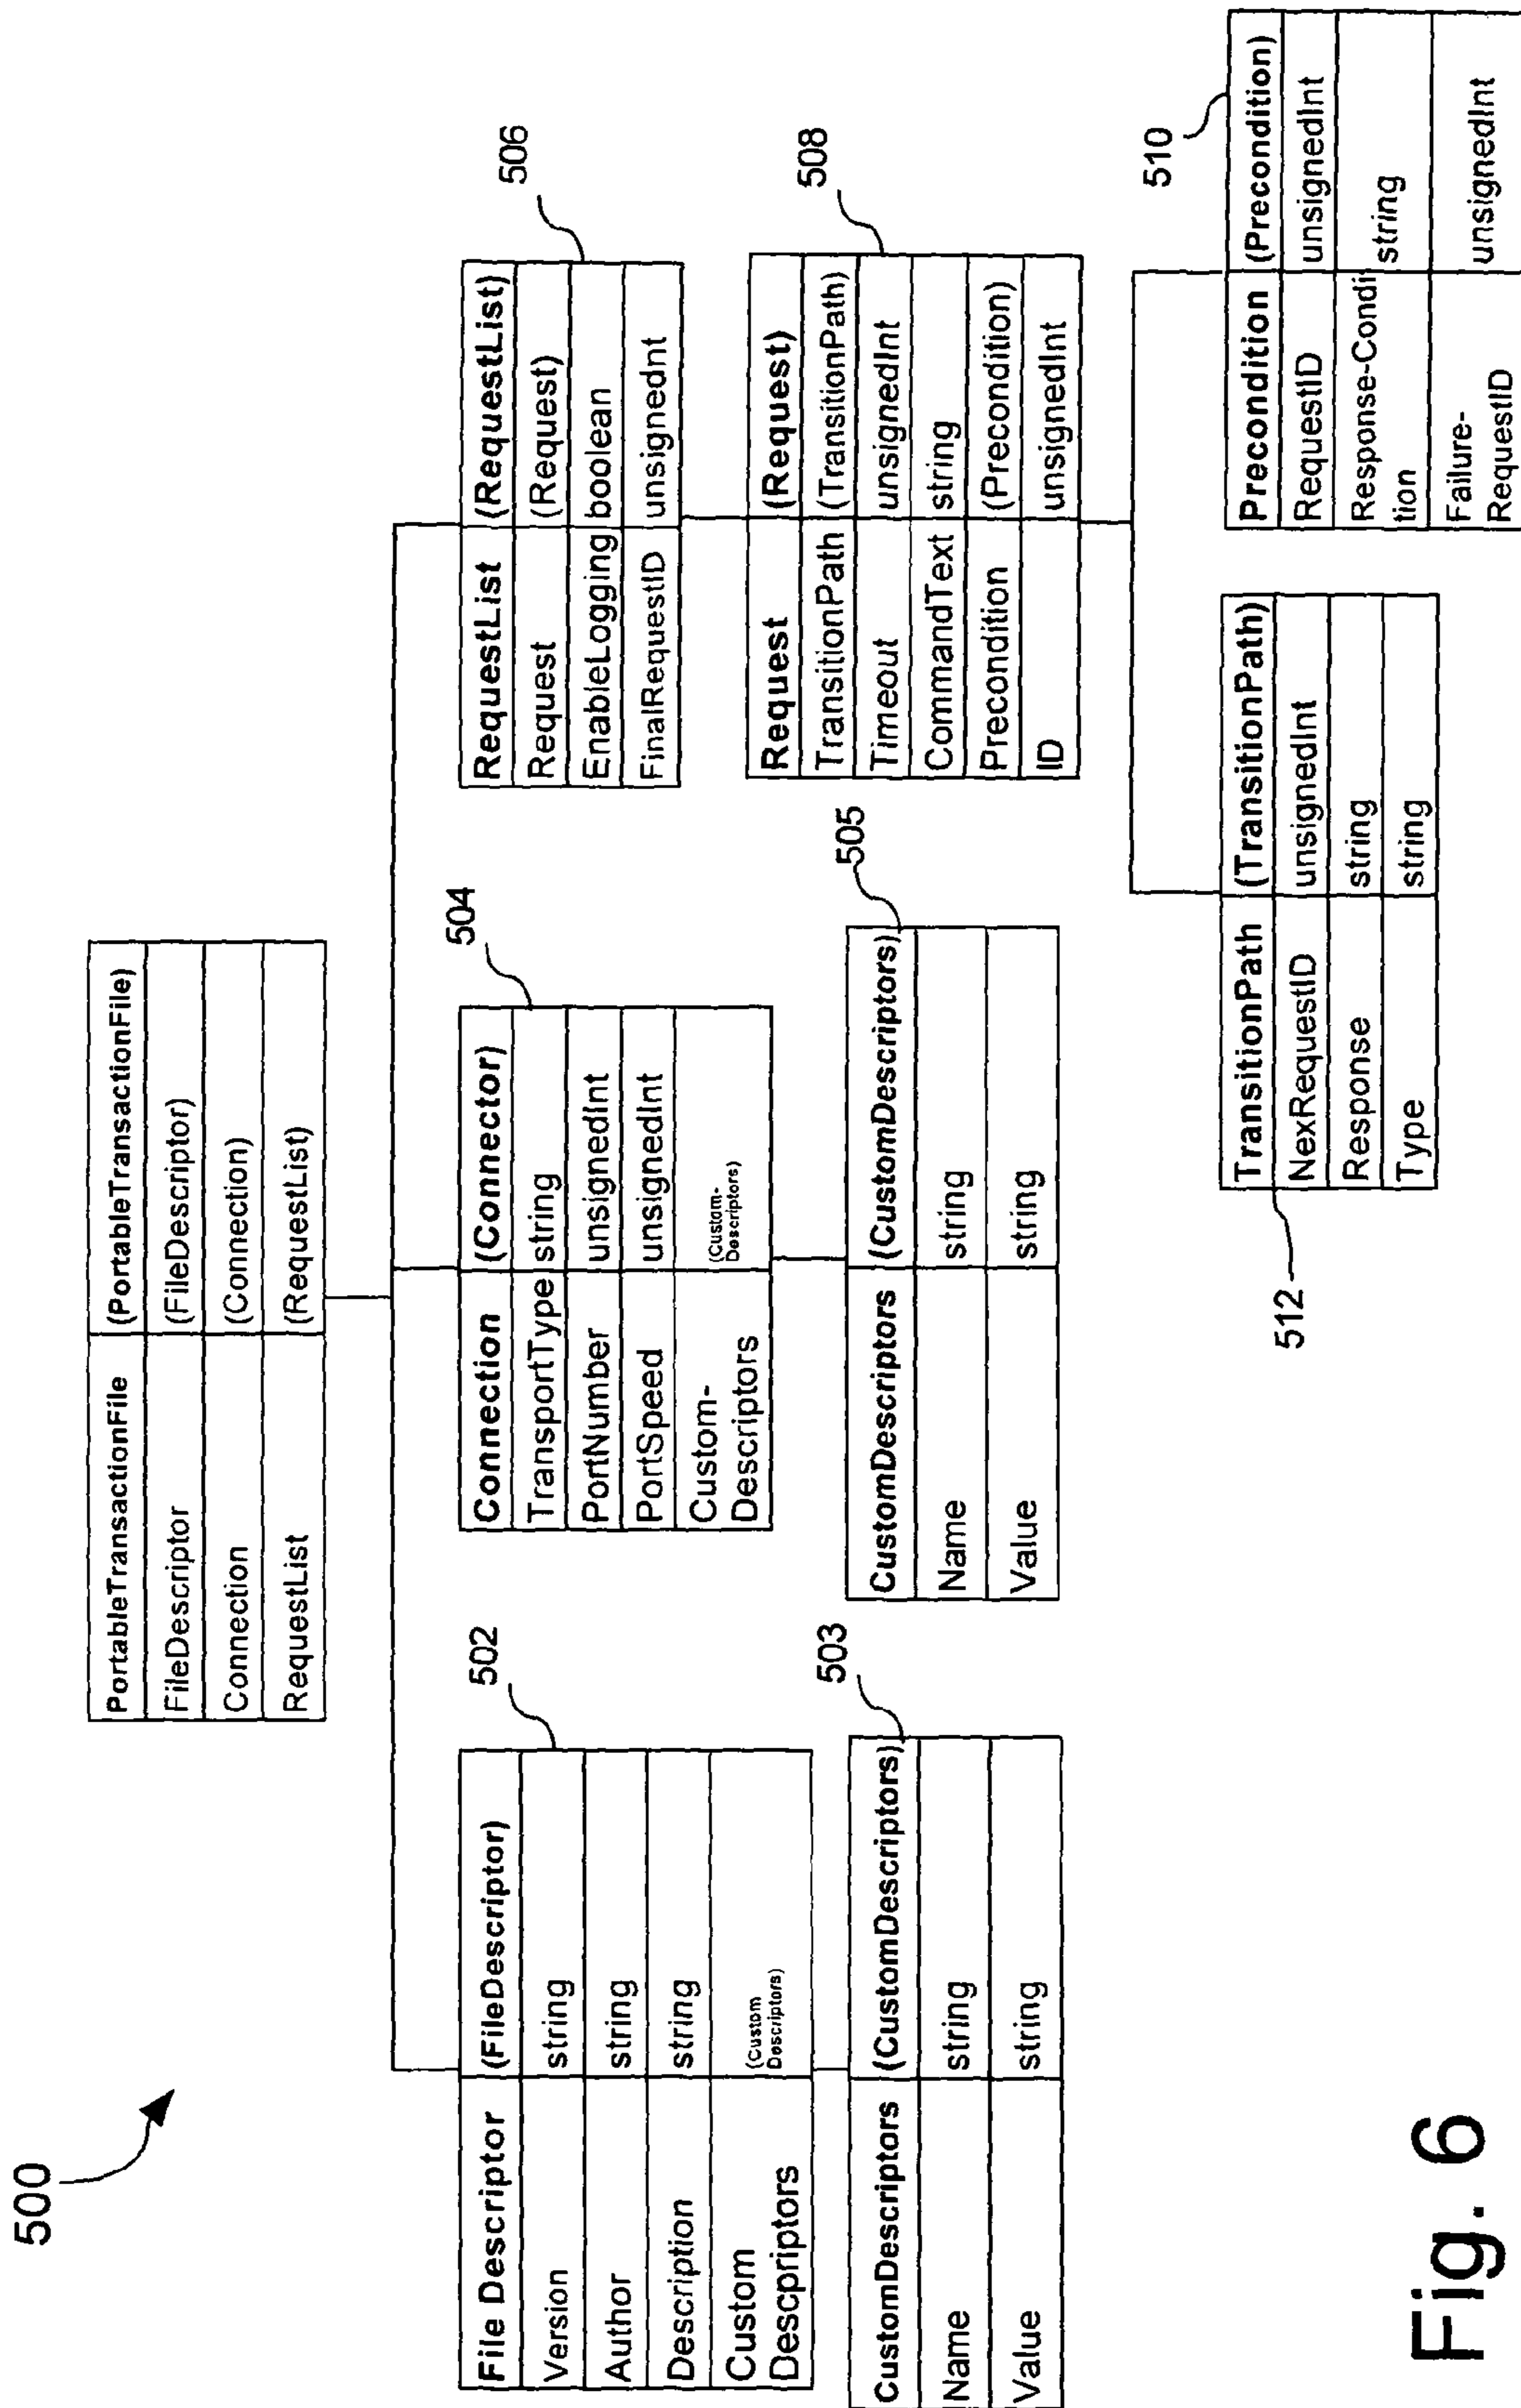 500
PortableTransactionFile (PortableTransactionFile)
FileDescriptor (FileDescriptor)
Connection (Connection)
RequestList (RequestList)
502
File Descriptor (FileDescriptor)
Version string
Author string
Description string
Custom (Custom
Descpriptors Descriptors)
503
CustomDescriptors (CustomDescriptors)
Name string
Value string
504
Connection (Connector)
TransportType string
PortNumber unsignedInt
PortSpeed unsignedInt
Custom- (Custom-
Descriptors Descriptors)
505
CustomDescriptors (CustomDescriptors)
Name string
Value string
506
RequestList (RequestList)
Request (Request)
EnableLogging boolean
FinalRequestID unsignednt
508
Request (Request)
TransitionPath (TransitionPath)
Timeout unsignedInt
CommandText string
Precondition (Precondition)
ID unsignedInt
512
TransitionPath (TransitionPath)
NexRequestID unsignedInt
Response string
Type string
510
Precondition (Precondition)
RequestID unsignedInt
Response-Condi string
tion
Failure- unsignedInt
RequestID
Fig. 6